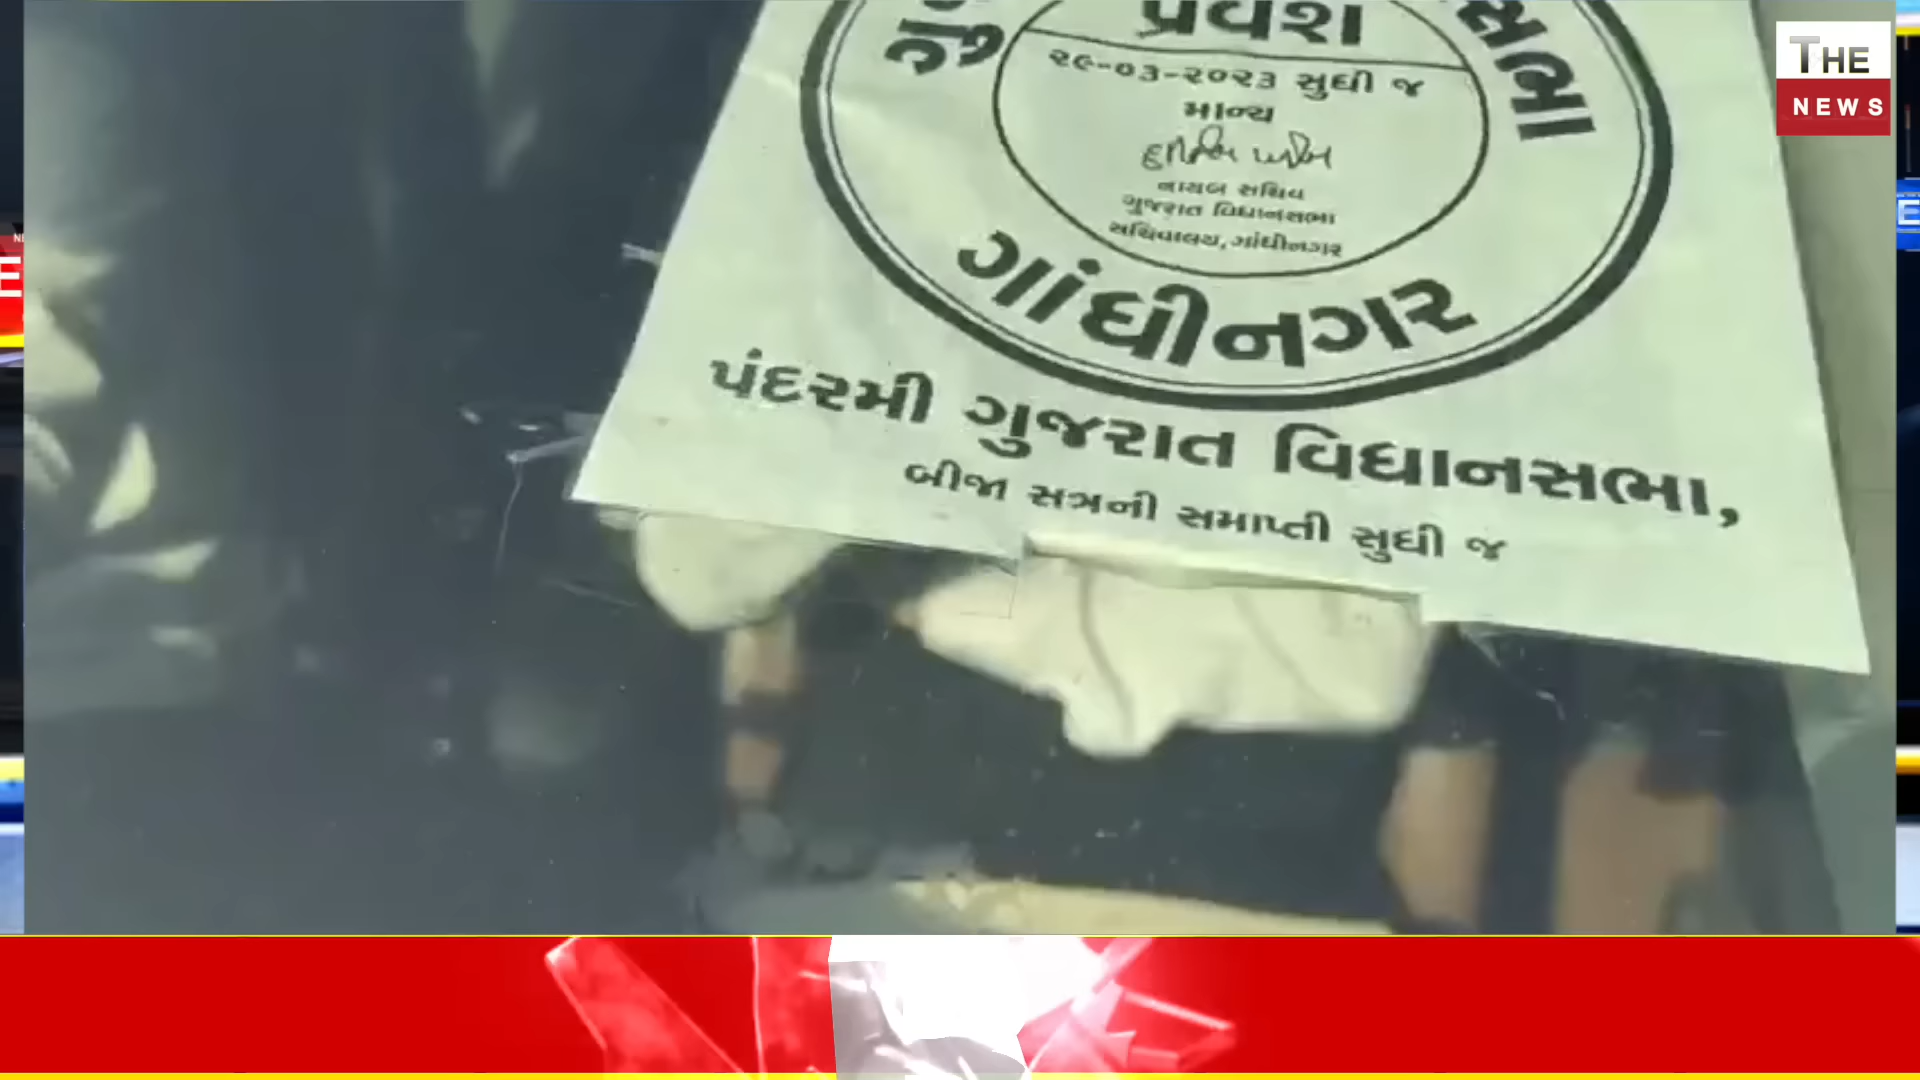 પ્રવેશ
૨૯-૦૩-૨૦૨૩ સુધી જ
માન્ય
નાયબ સચિવ
ગુજરાત વિધાનસભા
સચિવાલય, ગાંધીનગર
ગાંધીનગર
પંદરમી ગુજરાત વિધાનસભા,
બીજા સત્રની સમાપ્તી સુધી જ
THE
NEWS